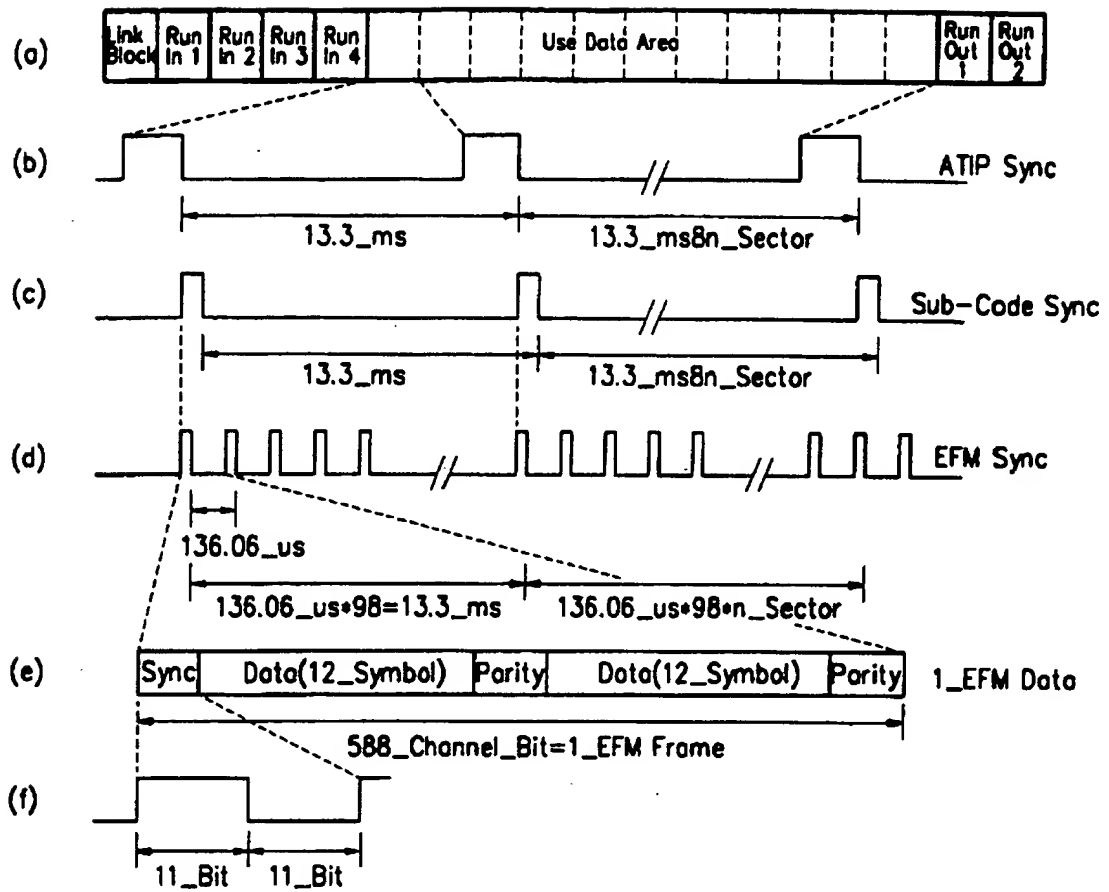 (a)
Link Block
Run In 1
Run In 2
Run In 3
Run In 4
Use Data Area
Run Out 1
Run Out 2
(b)
ATIP Sync
13.3_ms
13.3_ms8n_Sector
(c)
Sub-Code Sync
13.3_ms
13.3_ms8n_Sector
(d)
EFM Sync
136.06_us
136.06_us*98=13.3_ms
136.06_us*98*n_Sector
(e)
Sync
Data(12_Symbol)
Parity
Data(12_Symbol)
Parity
1_EFM Data
588_Channel_Bit=1_EFM Frame
(f)
11_Bit
11_Bit